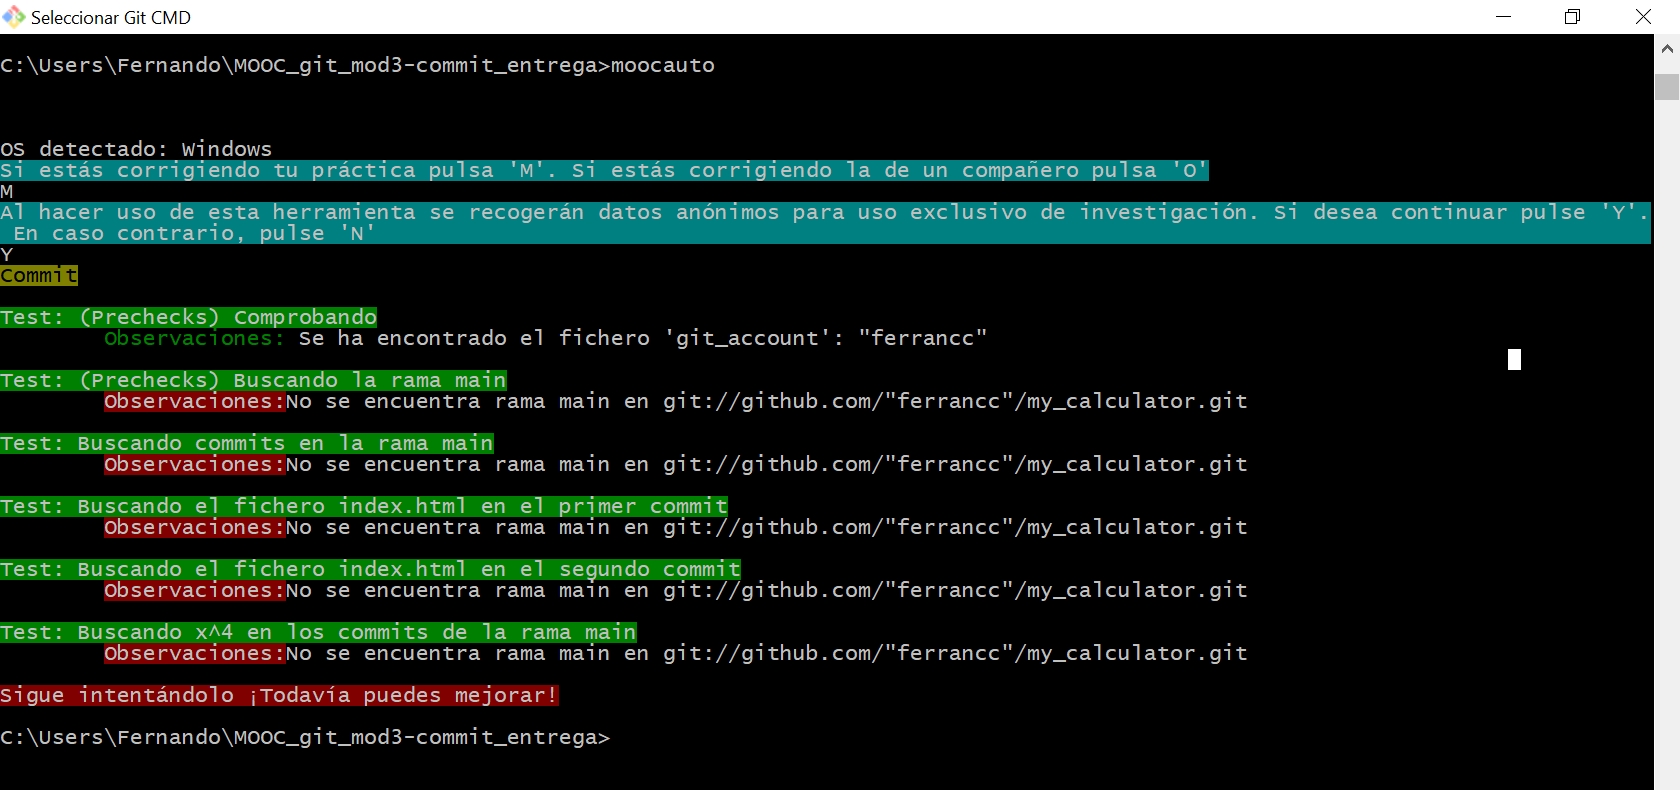 Seleccionar Git CMD
C:\Users\Fernando\MOOC_git_mod3-commit_entrega>moocauto
OS detectado: Windows
Si estás corrigiendo tu práctica pulsa 'M'. Si estás corrigiendo la de un compañero pulsa 'O'
M
Al hacer uso de esta herramienta se recogerán datos anónimos para uso exclusivo de investigación. Si desea continuar pulse 'Y'.
En caso contrario, pulse 'N'
Y
Commit
Test: (Prechecks) Comprobando
Observaciones: Se ha encontrado el fichero 'git_account': "ferrancc"
Test: (Prechecks) Buscando la rama main
Observaciones:No se encuentra rama main en git://github.com/"ferrancc"/my_calculator.git
Test: Buscando commits en la rama main
Observaciones:No se encuentra rama main en git://github.com/"ferrancc"/my_calculator.git
Test: Buscando el fichero index.html en el primer commit
Observaciones:No se encuentra rama main en git://github.com/"ferrancc"/my_calculator.git
Test: Buscando el fichero index.html en el segundo commit
Observaciones:No se encuentra rama main en git://github.com/"ferrancc"/my_calculator.git
Test: Buscando x^4 en los commits de la rama main
Observaciones:No se encuentra rama main en git://github.com/"ferrancc"/my_calculator.git
Sigue intentándolo ¡Todavía puedes mejorar!
C:\Users\Fernando\MOOC_git_mod3-commit_entrega>